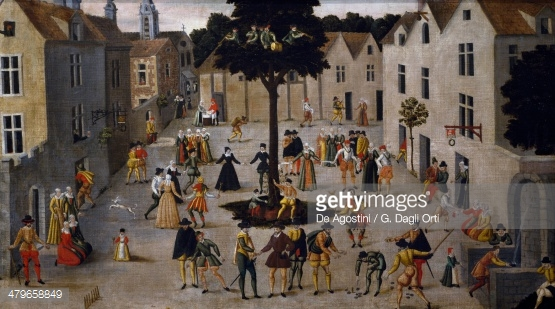 gettyimages
De Agostini / G. Dagli Orti
479658849